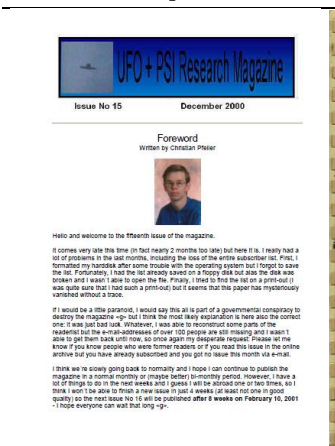 UFO + PSI Research Magazine
Issue No 15 December 2000
Foreword
Written by Christian Pfeiler
Hello and welcome to the fifteenth issue of the magazine.
It comes very late this time (in fact nearly 2 months too late) but here it is. I really had a
lot of problems in the last months, including the loss of the entire subscriber list. First, I
formatted my harddisk after some trouble with the operating system but I forgot to save
the list. Fortunately, I had the list already saved on a floppy disk but alas the disk was
broken and I wasn´t able to open the file. Finally, I tried to find the list on a print-out (I
was quite sure that I had such a print-out) but it seems that this paper has mysteriously
vanished without a trace.
If I would be a little paranoid, I would say this all is part of a governmental conspiracy to
destroy the magazine <g> but I think the most likely explanation is here also the correct
one: it was just bad luck. Whatever, I was able to reconstruct some parts of the
readerlist but the e-mail-addresses of over 100 people are still missing and I wasn´t
able to get them back until now, so once again my desperate request: Please let me
know if you know people who were former readers or if you read this issue in the online
archive but you have already subscribed and you got no issue this month via e-mail.
I think we´re slowly going back to normality and I hope I can continue to publish the
magazine in a normal monthly or (maybe better) bi-monthly period. However, I have a
lot of things to do in the next weeks and I guess I will be abroad one or two times, so I
think I won´t be able to finish a new issue in just 4 weeks (at least not one in good
quality) so the next issue No 16 will be published after 8 weeks on February 10, 2001
- I hope everyone can wait that long <g>.